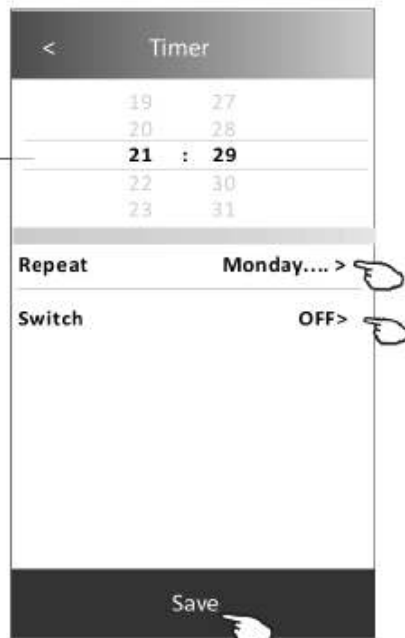 < Timer
19 27
20 28
21 : 29
22 30
23 31
Repeat Monday.... >
Switch OFF>
Save